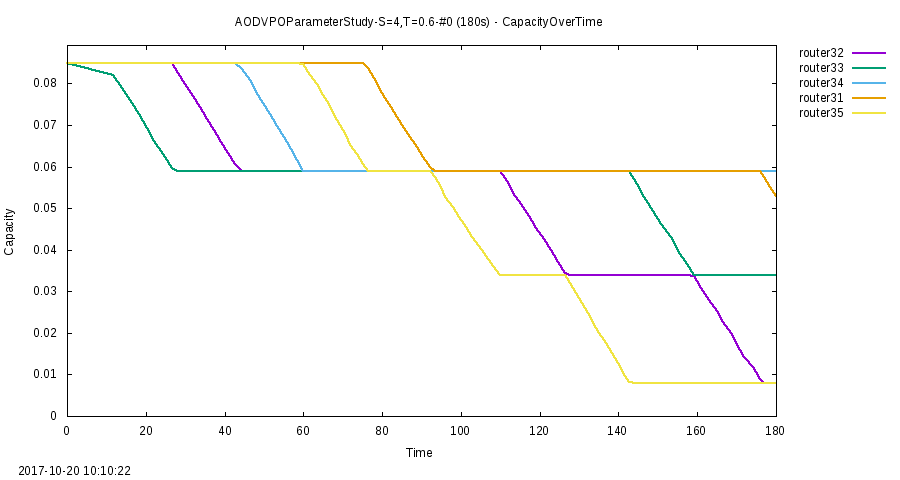 AODVPOParameterStudy-S=4,T=0.6-#0 (180s) - CapacityOverTime
router32
router33
router34
router31
router35
0.08
0.07
0.06
0.05
0.04
0.03
0.02
0.01
0
Capacity
0 20 40 60 80 100 120 140 160 180
Time
2017-10-20 10:10:22